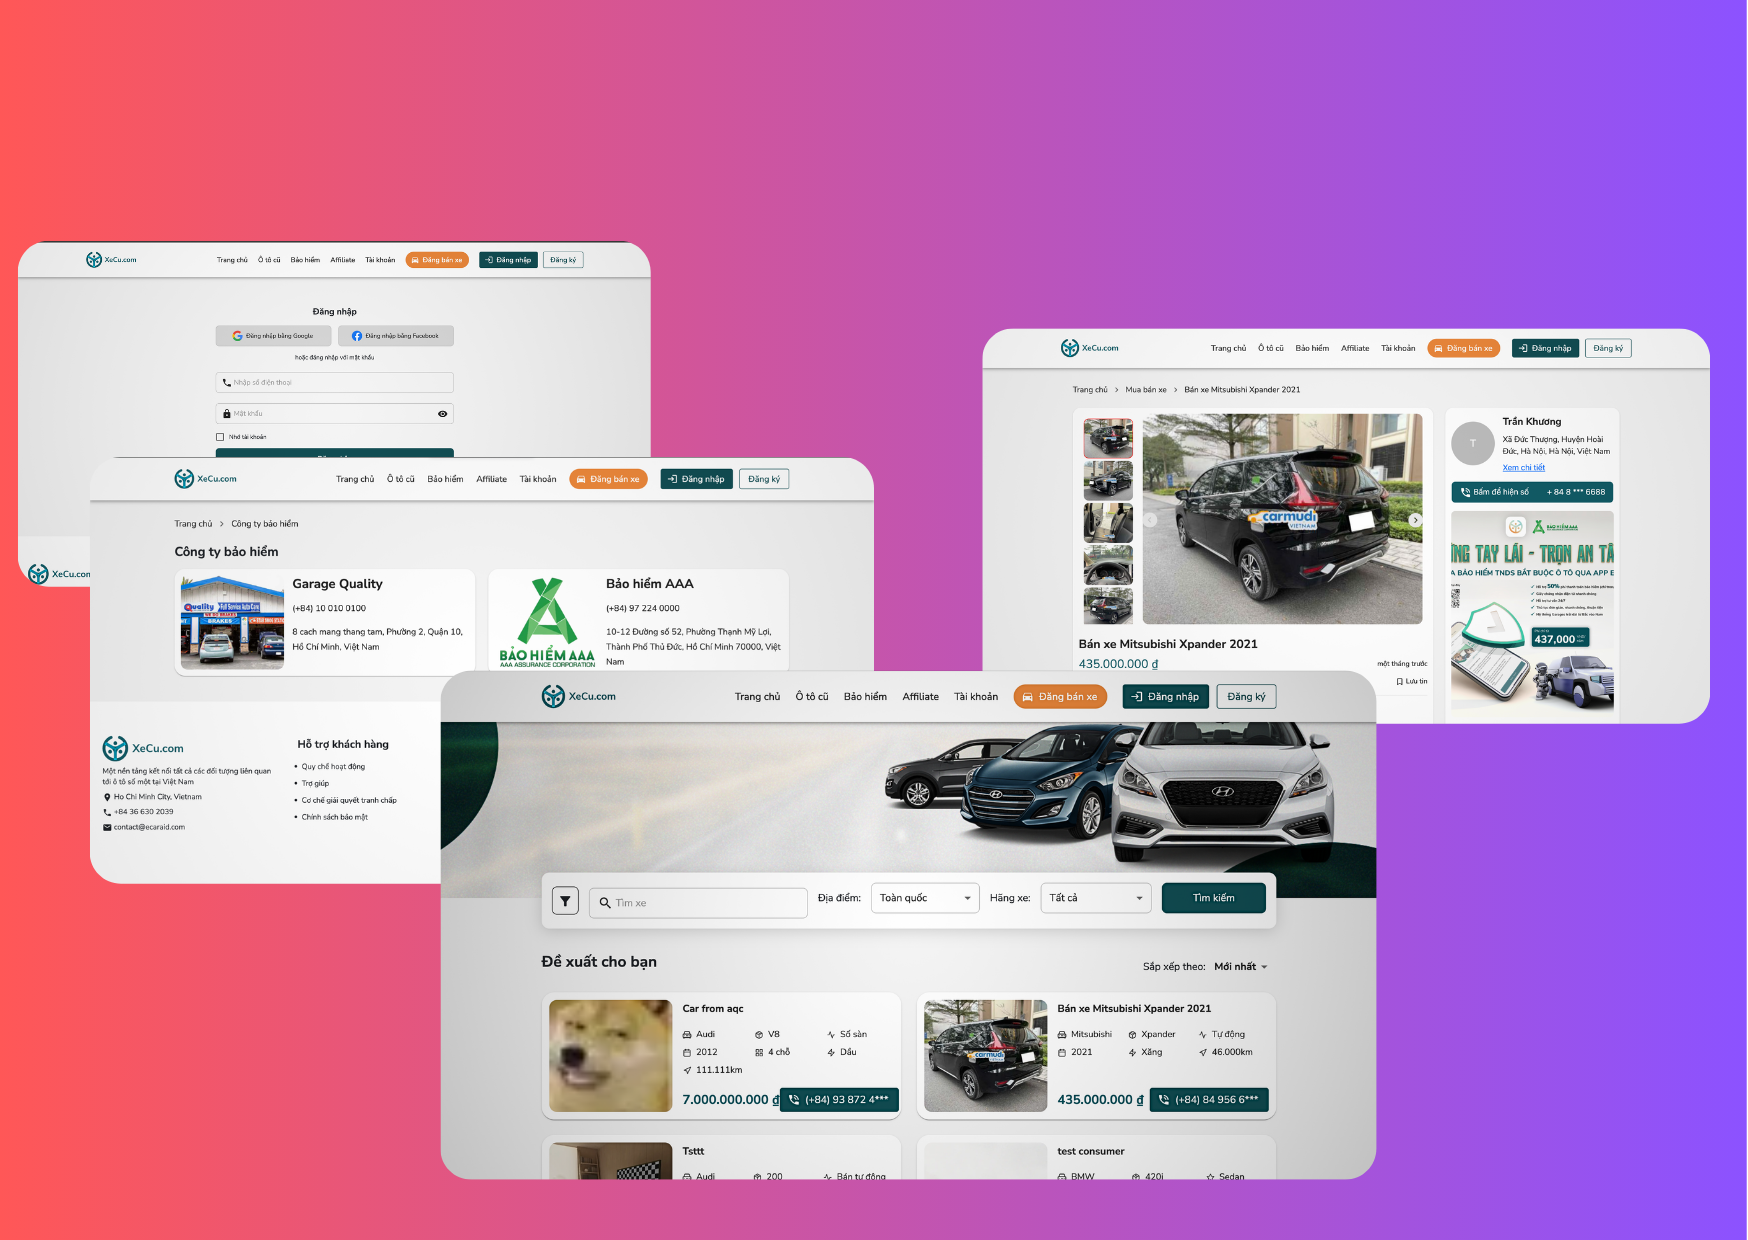 XeCu.com
Trang chủ Ô tô cũ Bảo hiểm Affiliate Tài khoản Đăng bán xe Đăng nhập Đăng ký
Đăng nhập
Đăng nhập bằng Google Đăng nhập bằng Facebook
hoặc đăng nhập với mật khẩu
Nhập số điện thoại
Mật khẩu
Nhớ tài khoản
XeCu.com
XeCu.com
Trang chủ Ô tô cũ Bảo hiểm Affiliate Tài khoản Đăng bán xe Đăng nhập Đăng ký
Trang chủ > Công ty bảo hiểm
Công ty bảo hiểm
Quality Full Service Auto Care
BRAKES
Garage Quality
(+84) 10 010 0100
8 cach mang thang tam, Phường 2, Quận 10,
Hồ Chí Minh, Việt Nam
BẢO HIỂM AAA
AAA ASSURANCE CORPORATION
Bảo hiểm AAA
(+84) 97 224 0000
10-12 Đường số 52, Phường Thạnh Mỹ Lợi,
Thành Phố Thủ Đức, Hồ Chí Minh 70000, Việt
Nam
XeCu.com
Một nền tảng kết nối tất cả các đối tượng liên quan
tới ô tô số một tại Việt Nam
Ho Chi Minh City, Vietnam
+84 36 630 2039
contact@ecaraid.com
Hỗ trợ khách hàng
Quy chế hoạt động
Trợ giúp
Cơ chế giải quyết tranh chấp
Chính sách bảo mật
XeCu.com
Trang chủ Ô tô cũ Bảo hiểm Affiliate Tài khoản Đăng bán xe Đăng nhập Đăng ký
Trang chủ > Mua bán xe > Bán xe Mitsubishi Xpander 2021
carmudi
VIETNAM
Bán xe Mitsubishi Xpander 2021
435.000.000 ₫
một tháng trước
Lưu tin
T
Trần Khương
Xã Đức Thượng, Huyện Hoài
Đức, Hà Nội, Hà Nội, Việt Nam
Xem chi tiết
Bấm để hiện số + 84 8 *** 6688
BẢO HIỂM AAA
NG TAY LÁI - TRỌN AN TÂ
A BẢO HIỂM TNDS BẮT BUỘC Ô TÔ QUA APP E
437,000
XeCu.com
Trang chủ Ô tô cũ Bảo hiểm Affiliate Tài khoản Đăng bán xe Đăng nhập Đăng ký
Tìm xe Địa điểm: Toàn quốc Hãng xe: Tất cả Tìm kiếm
Đề xuất cho bạn
Sắp xếp theo: Mới nhất
Car from aqc
Audi V8 Số sàn
2012 4 chỗ Dầu
111.111km
7.000.000.000 ₫ (+84) 93 872 4***
carmudi
Bán xe Mitsubishi Xpander 2021
Mitsubishi Xpander Tự động
2021 Xăng 46.000km
435.000.000 ₫ (+84) 84 956 6***
Tsttt
Audi 200 Bán tự động
test consumer
BMW 420i Sedan